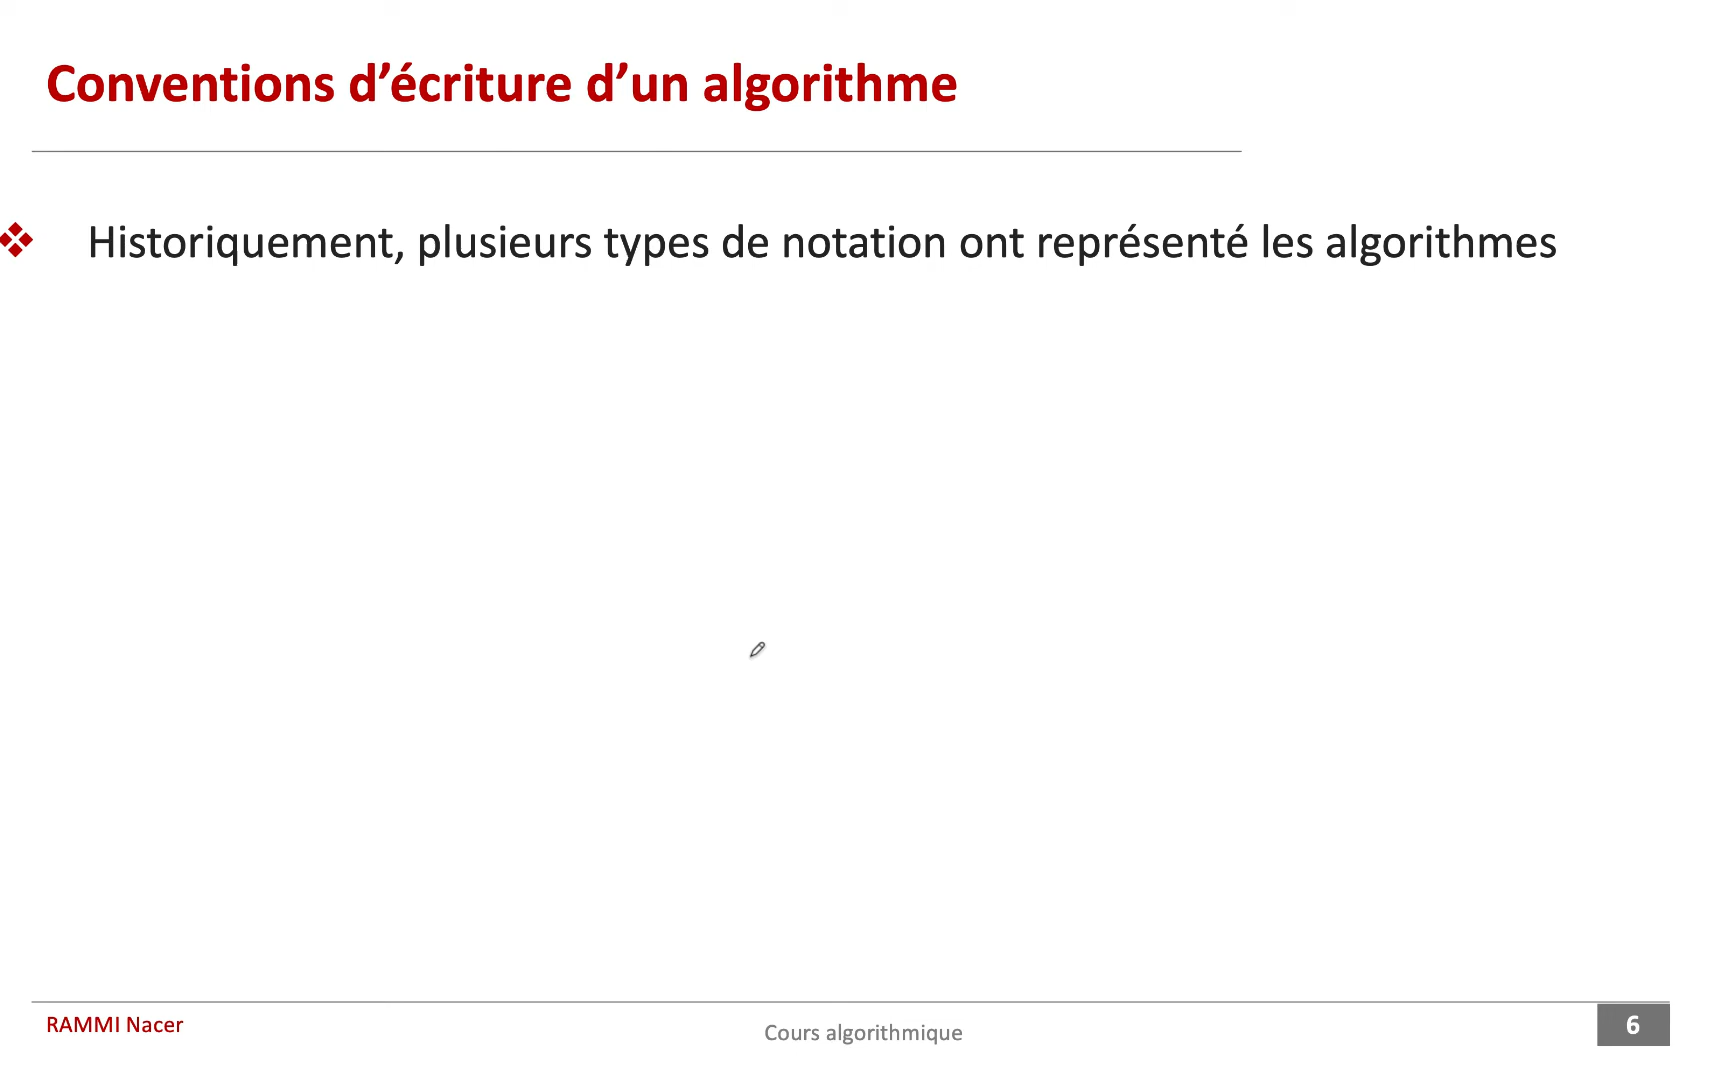 Conventions d’écriture d’un algorithme
Historiquement, plusieurs types de notation ont représenté les algorithmes
RAMMI Nacer
Cours algorithmique
6